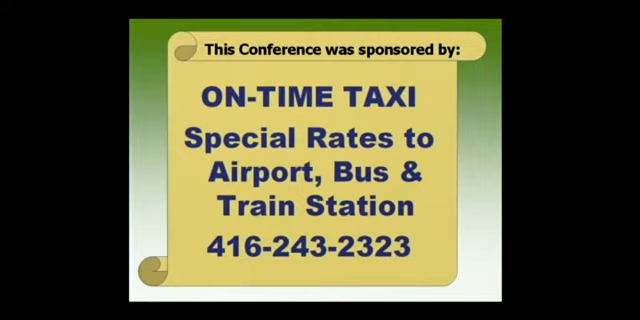 This Conference was sponsored by:
ON-TIME TAXI
Special Rates to
Airport, Bus &
Train Station
416-243-2323